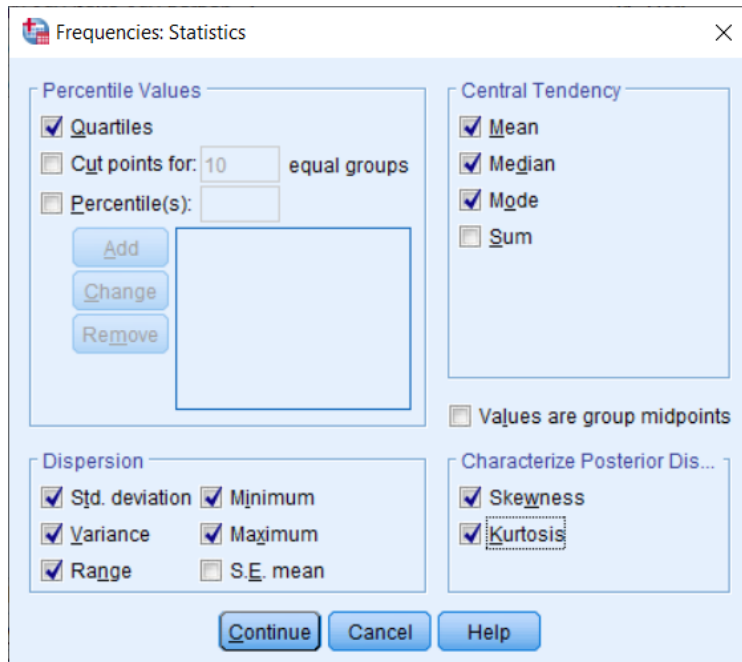 Frequencies: Statistics
Percentile Values
Quartiles
Cut points for: 10 equal groups
Percentile(s):
Add
Change
Remove
Central Tendency
Mean
Median
Mode
Sum
Values are group midpoints
Dispersion
Std. deviation Minimum
Variance Maximum
Range S.E. mean
Characterize Posterior Dis...
Skewness
Kurtosis
Continue Cancel Help